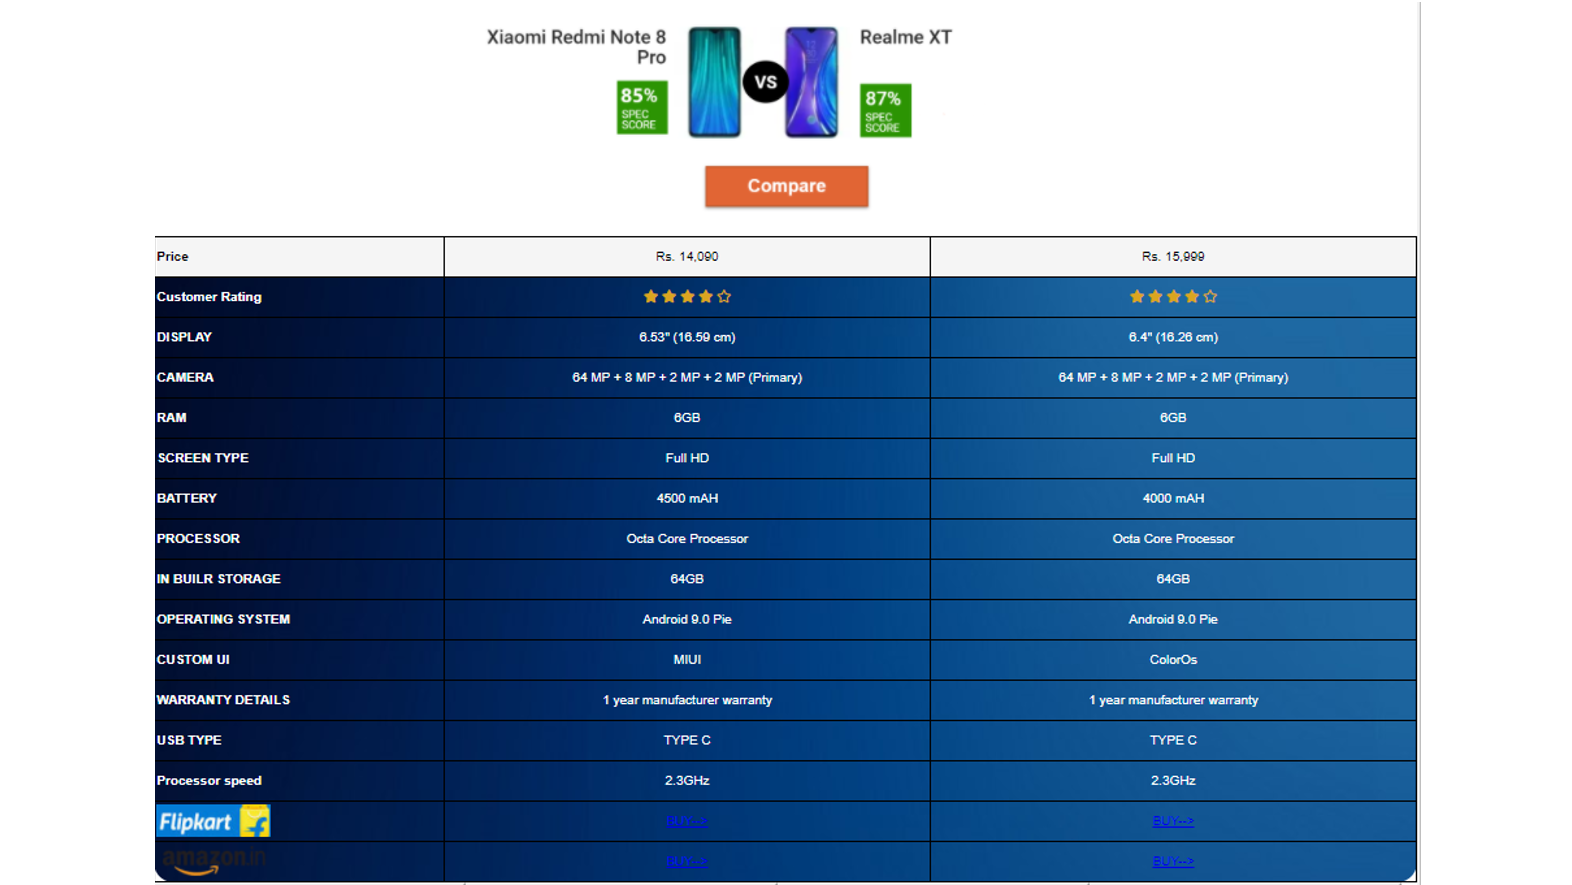 Xiaomi Redmi Note 8
Pro
Realme XT
VS
85%
SPEC
SCORE
87%
SPEC
SCORE
Compare
Price Rs. 14,090 Rs. 15,999
Customer Rating
DISPLAY 6.53" (16.59 cm) 6.4" (16.26 cm)
CAMERA 64 MP + 8 MP + 2 MP + 2 MP (Primary) 64 MP + 8 MP + 2 MP + 2 MP (Primary)
RAM 6GB 6GB
SCREEN TYPE Full HD Full HD
BATTERY 4500 mAH 4000 mAH
PROCESSOR Octa Core Processor Octa Core Processor
IN BUILR STORAGE 64GB 64GB
OPERATING SYSTEM Android 9.0 Pie Android 9.0 Pie
CUSTOM UI MIUI ColorOs
WARRANTY DETAILS 1 year manufacturer warranty 1 year manufacturer warranty
USB TYPE TYPE C TYPE C
Processor speed 2.3GHz 2.3GHz
Flipkart f BUY--> BUY-->
amazon.in BUY--> BUY-->